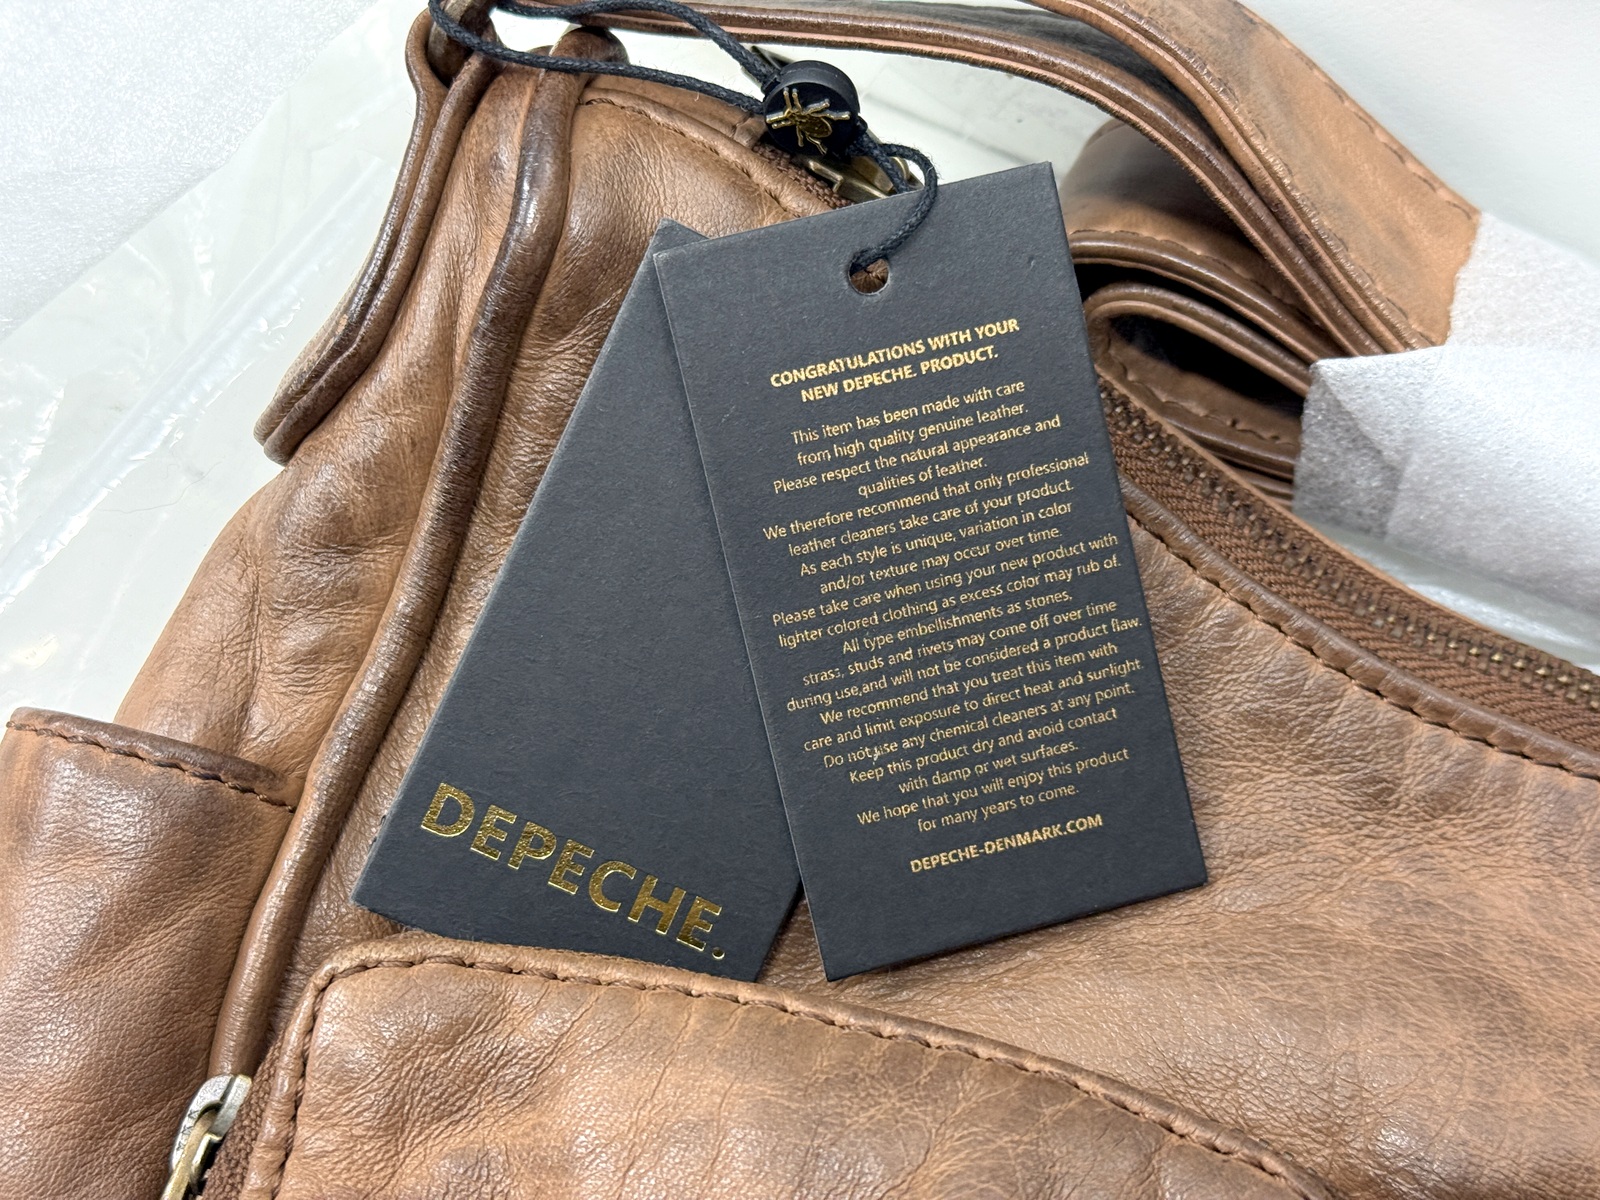 CONGRATULATIONS WITH YOUR
NEW DEPECHE. PRODUCT.
This item has been made with care
from high quality genuine leather.
Please respect the natural appearance and
qualities of leather.
We therefore recommend that only professional
leather cleaners take care of your product.
As each style is unique, variation in color
and/or texture may occur over time.
Please take care when using your new product with
lighter colored clothing as excess color may rub of.
All type embellishments as stones,
strass, studs and rivets may come off over time
during use,and will not be considered a product flaw.
We recommend that you treat this item with
care and limit exposure to direct heat and sunlight.
Do not use any chemical cleaners at any point.
Keep this product dry and avoid contact
with damp or wet surfaces.
We hope that you will enjoy this product
for many years to come.
DEPECHE-DENMARK.COM
DEPECHE.